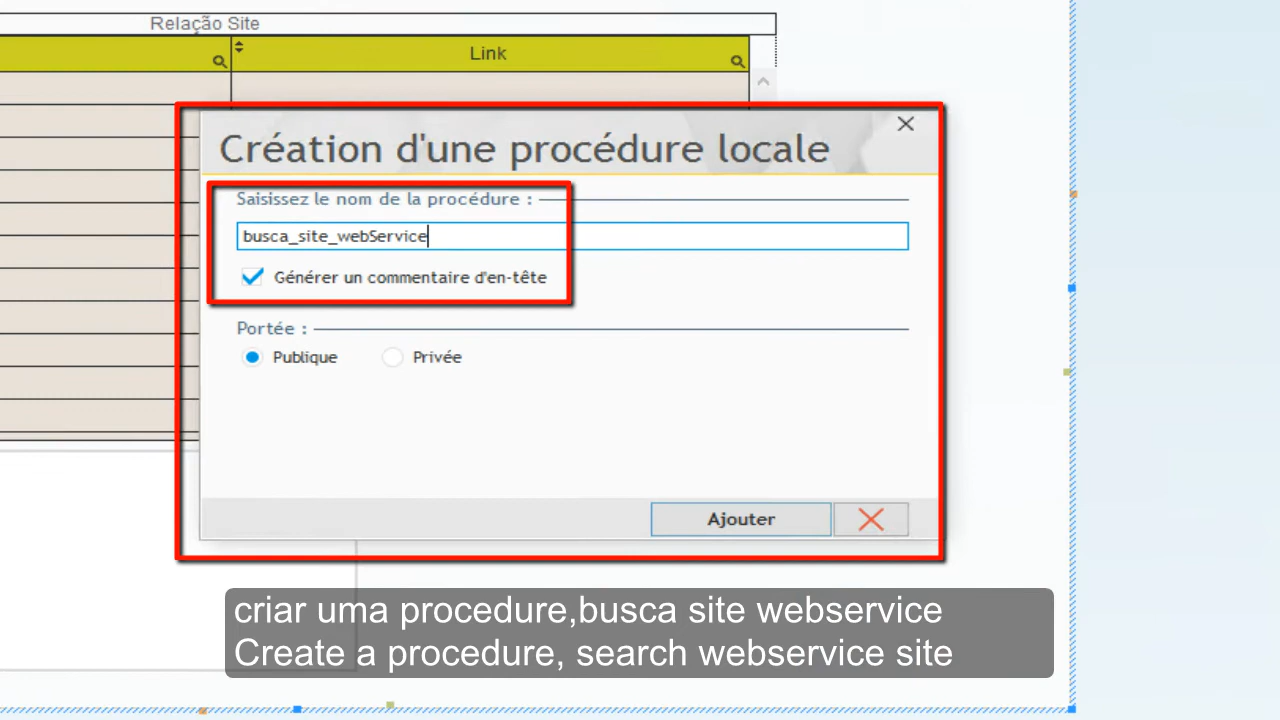 Relação Site
Link
Création d'une procédure locale
Saisissez le nom de la procédure :
busca_site_webService
Générer un commentaire d'en-tête
Portée :
Publique Privée
Ajouter
criar uma procedure,busca site webservice
Create a procedure, search webservice site